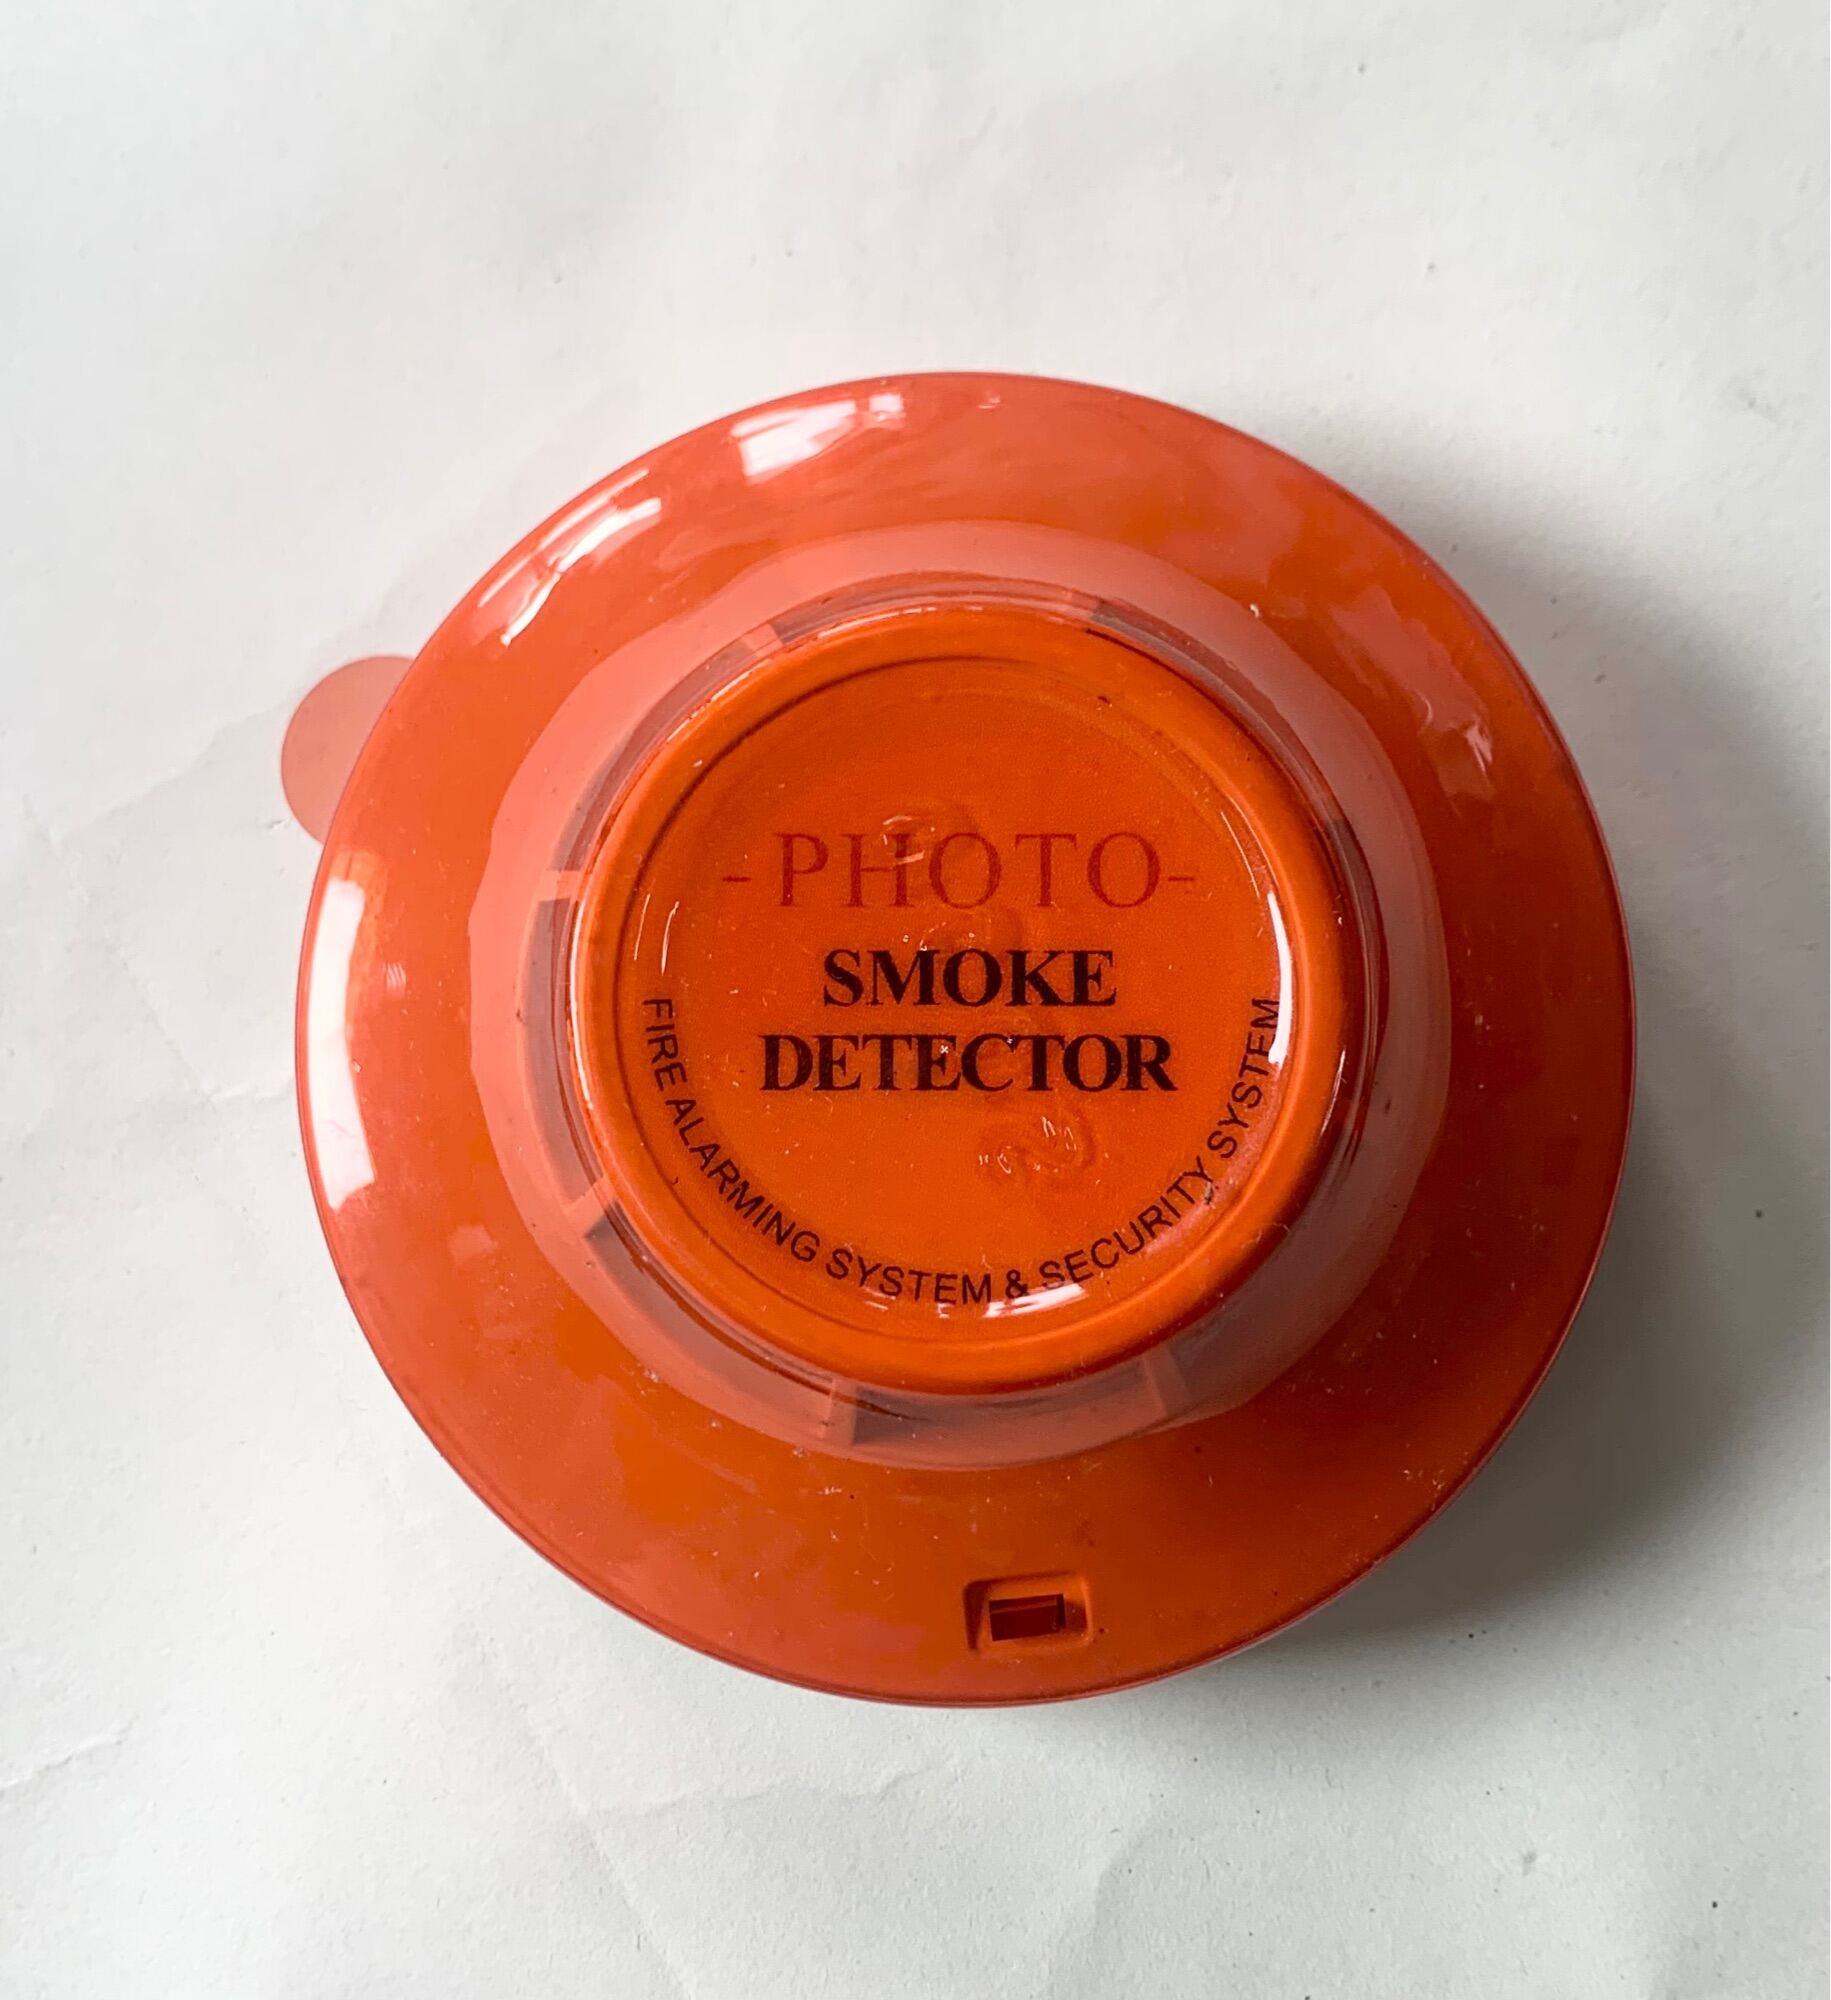 -PHOTO-
SMOKE
DETECTOR
FIRE ALARMING SYSTEM & SECURITY SYSTEM